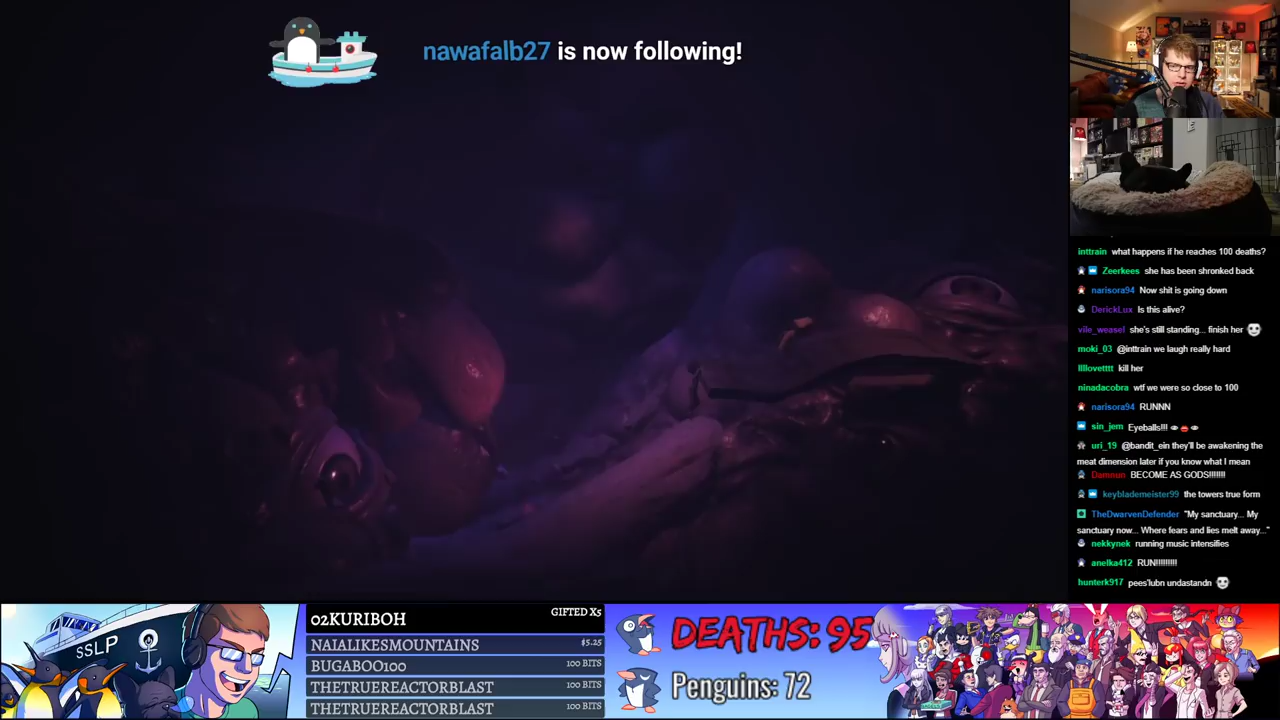 nawafalb27 is now following!
inttrain what happens if he reaches 100 deaths?
Zeerkees she has been shronked back
narisora94 Now shit is going down
DerickLux Is this alive?
vile_weasel she's still standing... finish her
moki_03 @inttrain we laugh really hard
llllovetttt kill her
ninadacobra wtf we were so close to 100
narisora94 RUNNN
sin_jem Eyeballs!!!
uri_19 @bandit_ein they'll be awakening the
meat dimension later if you know what I mean
Damnun BECOME AS GODS!!!!!!!!
keyblademeister99 the towers true form
TheDwarvenDefender "My sanctuary... My
sanctuary now... Where fears and lies melt away..."
nekkynek running music intensifies
anelka412 RUN!!!!!!!!!
hunterk917 pees'lubn undastandn
SSLP
02KURIBOH GIFTED X5
NAIALIKESMOUNTAINS $5.25
BUGABOO100 100 BITS
THETRUEREACTORBLAST 100 BITS
THETRUEREACTORBLAST 100 BITS
DEATHS: 95
Penguins: 72